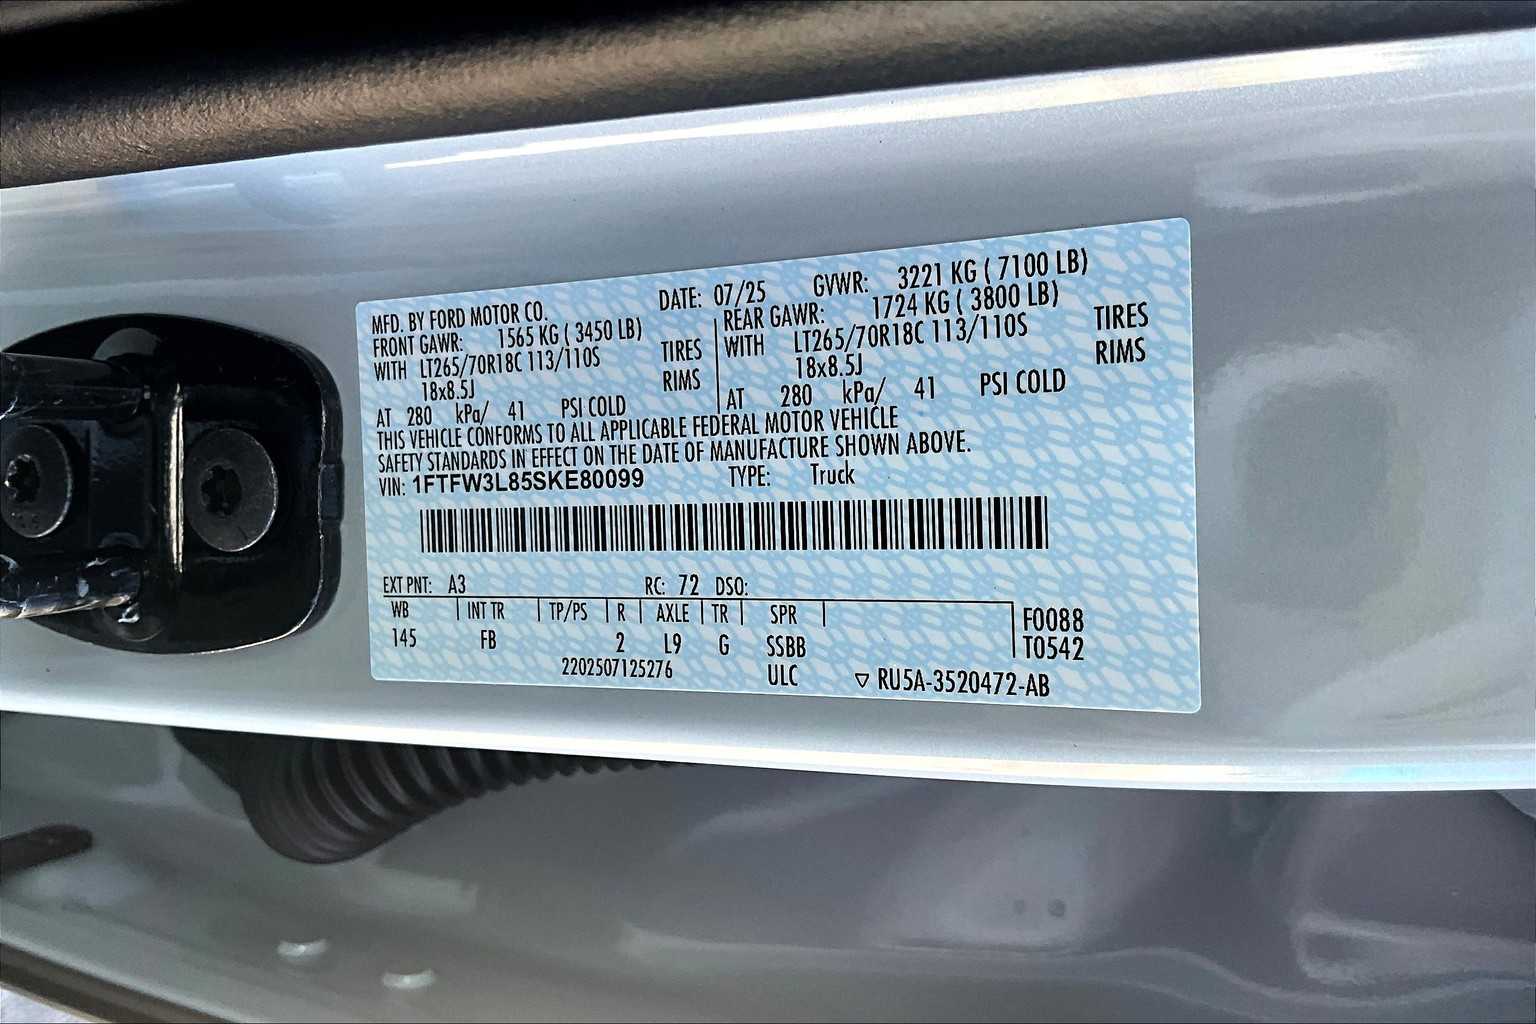 MFD. BY FORD MOTOR CO. DATE: 07/25 GVWR: 3221 KG ( 7100 LB)
FRONT GAWR: 1565 KG ( 3450 LB) REAR GAWR: 1724 KG ( 3800 LB)
WITH LT265/70R18C 113/110S TIRES WITH LT265/70R18C 113/110S TIRES
18x8.5J RIMS 18x8.5J RIMS
AT 280 kPa/ 41 PSI COLD AT 280 kPa/ 41 PSI COLD
THIS VEHICLE CONFORMS TO ALL APPLICABLE FEDERAL MOTOR VEHICLE
SAFETY STANDARDS IN EFFECT ON THE DATE OF MANUFACTURE SHOWN ABOVE.
VIN: 1FTFW3L85SKE80099 TYPE: Truck
EXT PNT: A3 RC: 72 DSO:
WB INT TR TP/PS R AXLE TR SPR F0088
145 FB 2 L9 G SSBB T0542
2202507125276 ULC ▽ RU5A-3520472-AB